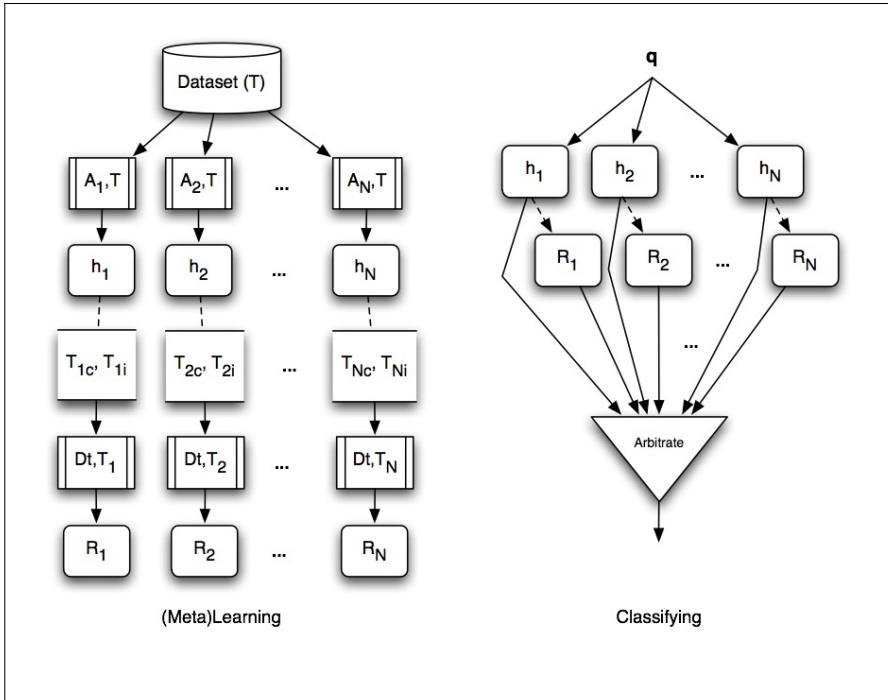 Dataset (T)
A1,T A2,T ... AN,T
h1 h2 ... hN
T1c, T1i T2c, T2i ... TNc, TNi
Dt,T1 Dt,T2 ... Dt,TN
R1 R2 ... RN
(Meta)Learning
q
h1 h2 ... hN
R1 R2 ... RN
...
Arbitrate
Classifying